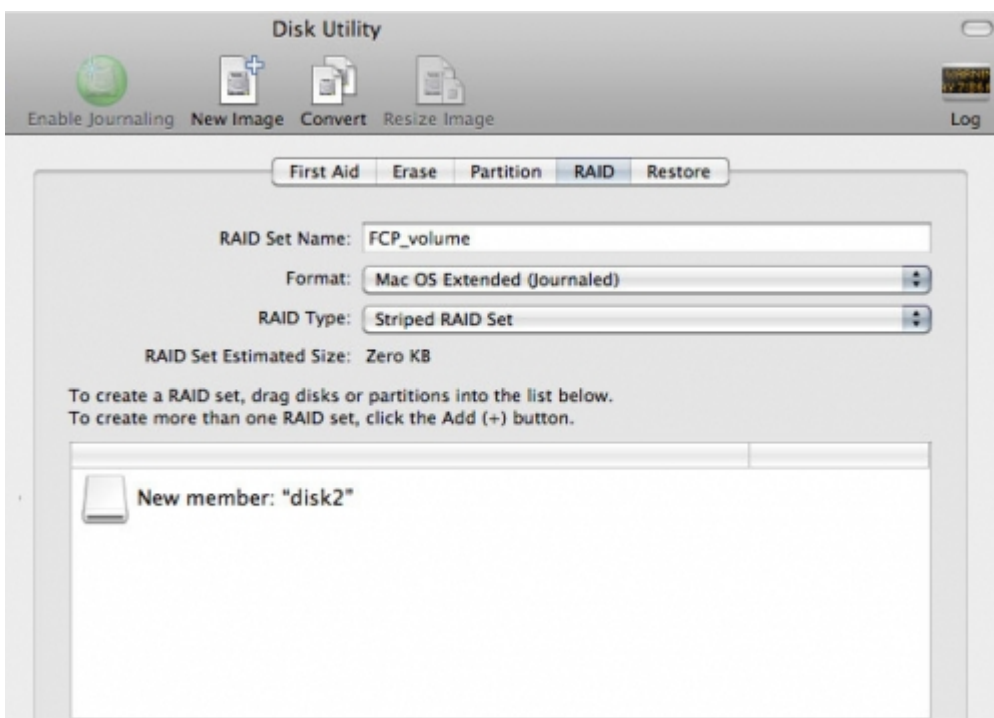 Disk Utility
Enable Journaling New Image Convert Resize Image Log
First Aid Erase Partition RAID Restore
RAID Set Name: FCP_volume
Format: Mac OS Extended (Journaled)
RAID Type: Striped RAID Set
RAID Set Estimated Size: Zero KB
To create a RAID set, drag disks or partitions into the list below.
To create more than one RAID set, click the Add (+) button.
New member: “disk2”